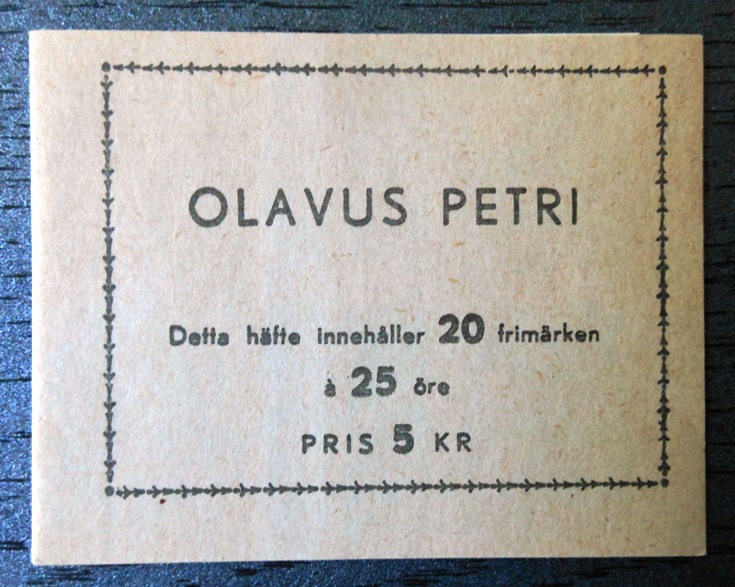 OLAVUS PETRI
Detta häfte innehåller 20 frimärken
à 25 öre
PRIS 5 KR